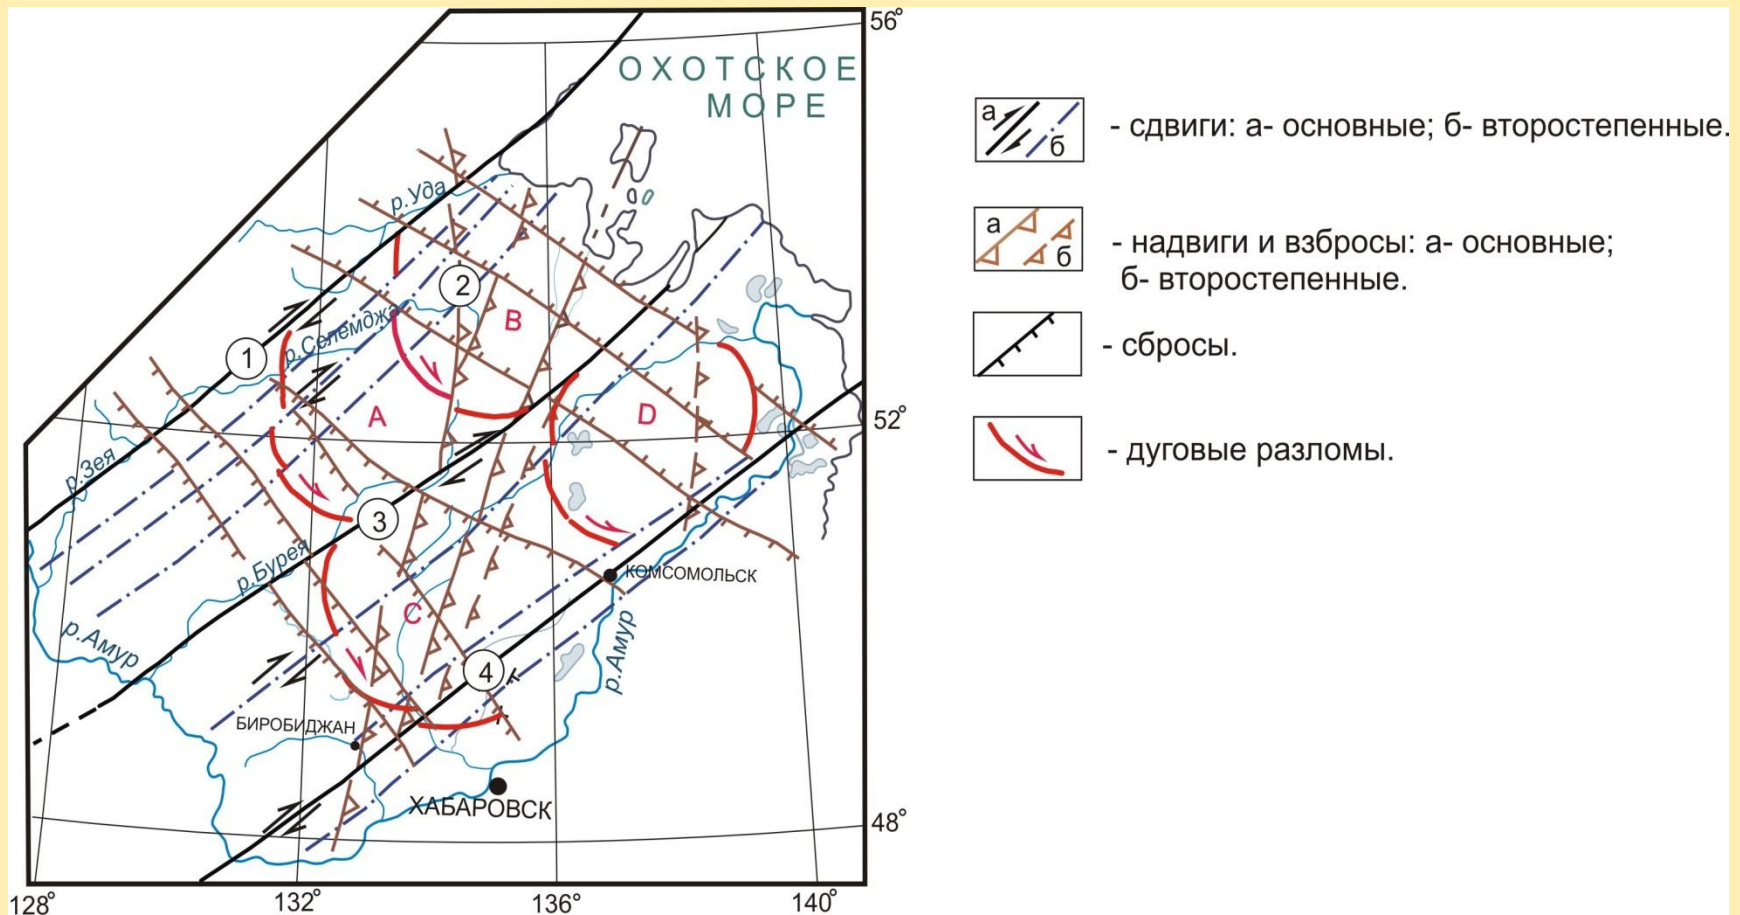 56°
ОХОТСКОЕ
МОРЕ
р.Уда
2
В
1
р.Селемджа
А
D
52°
р.Зея
3
р.Бурея
КОМСОМОЛЬСК
С
р.Амур
4
р.Амур
БИРОБИДЖАН
ХАБАРОВСК
48°
128°
132°
136°
140°
а
б
- сдвиги: а- основные; б- второстепенные.
а
б
- надвиги и взбросы: а- основные;
б- второстепенные.
- сбросы.
- дуговые разломы.